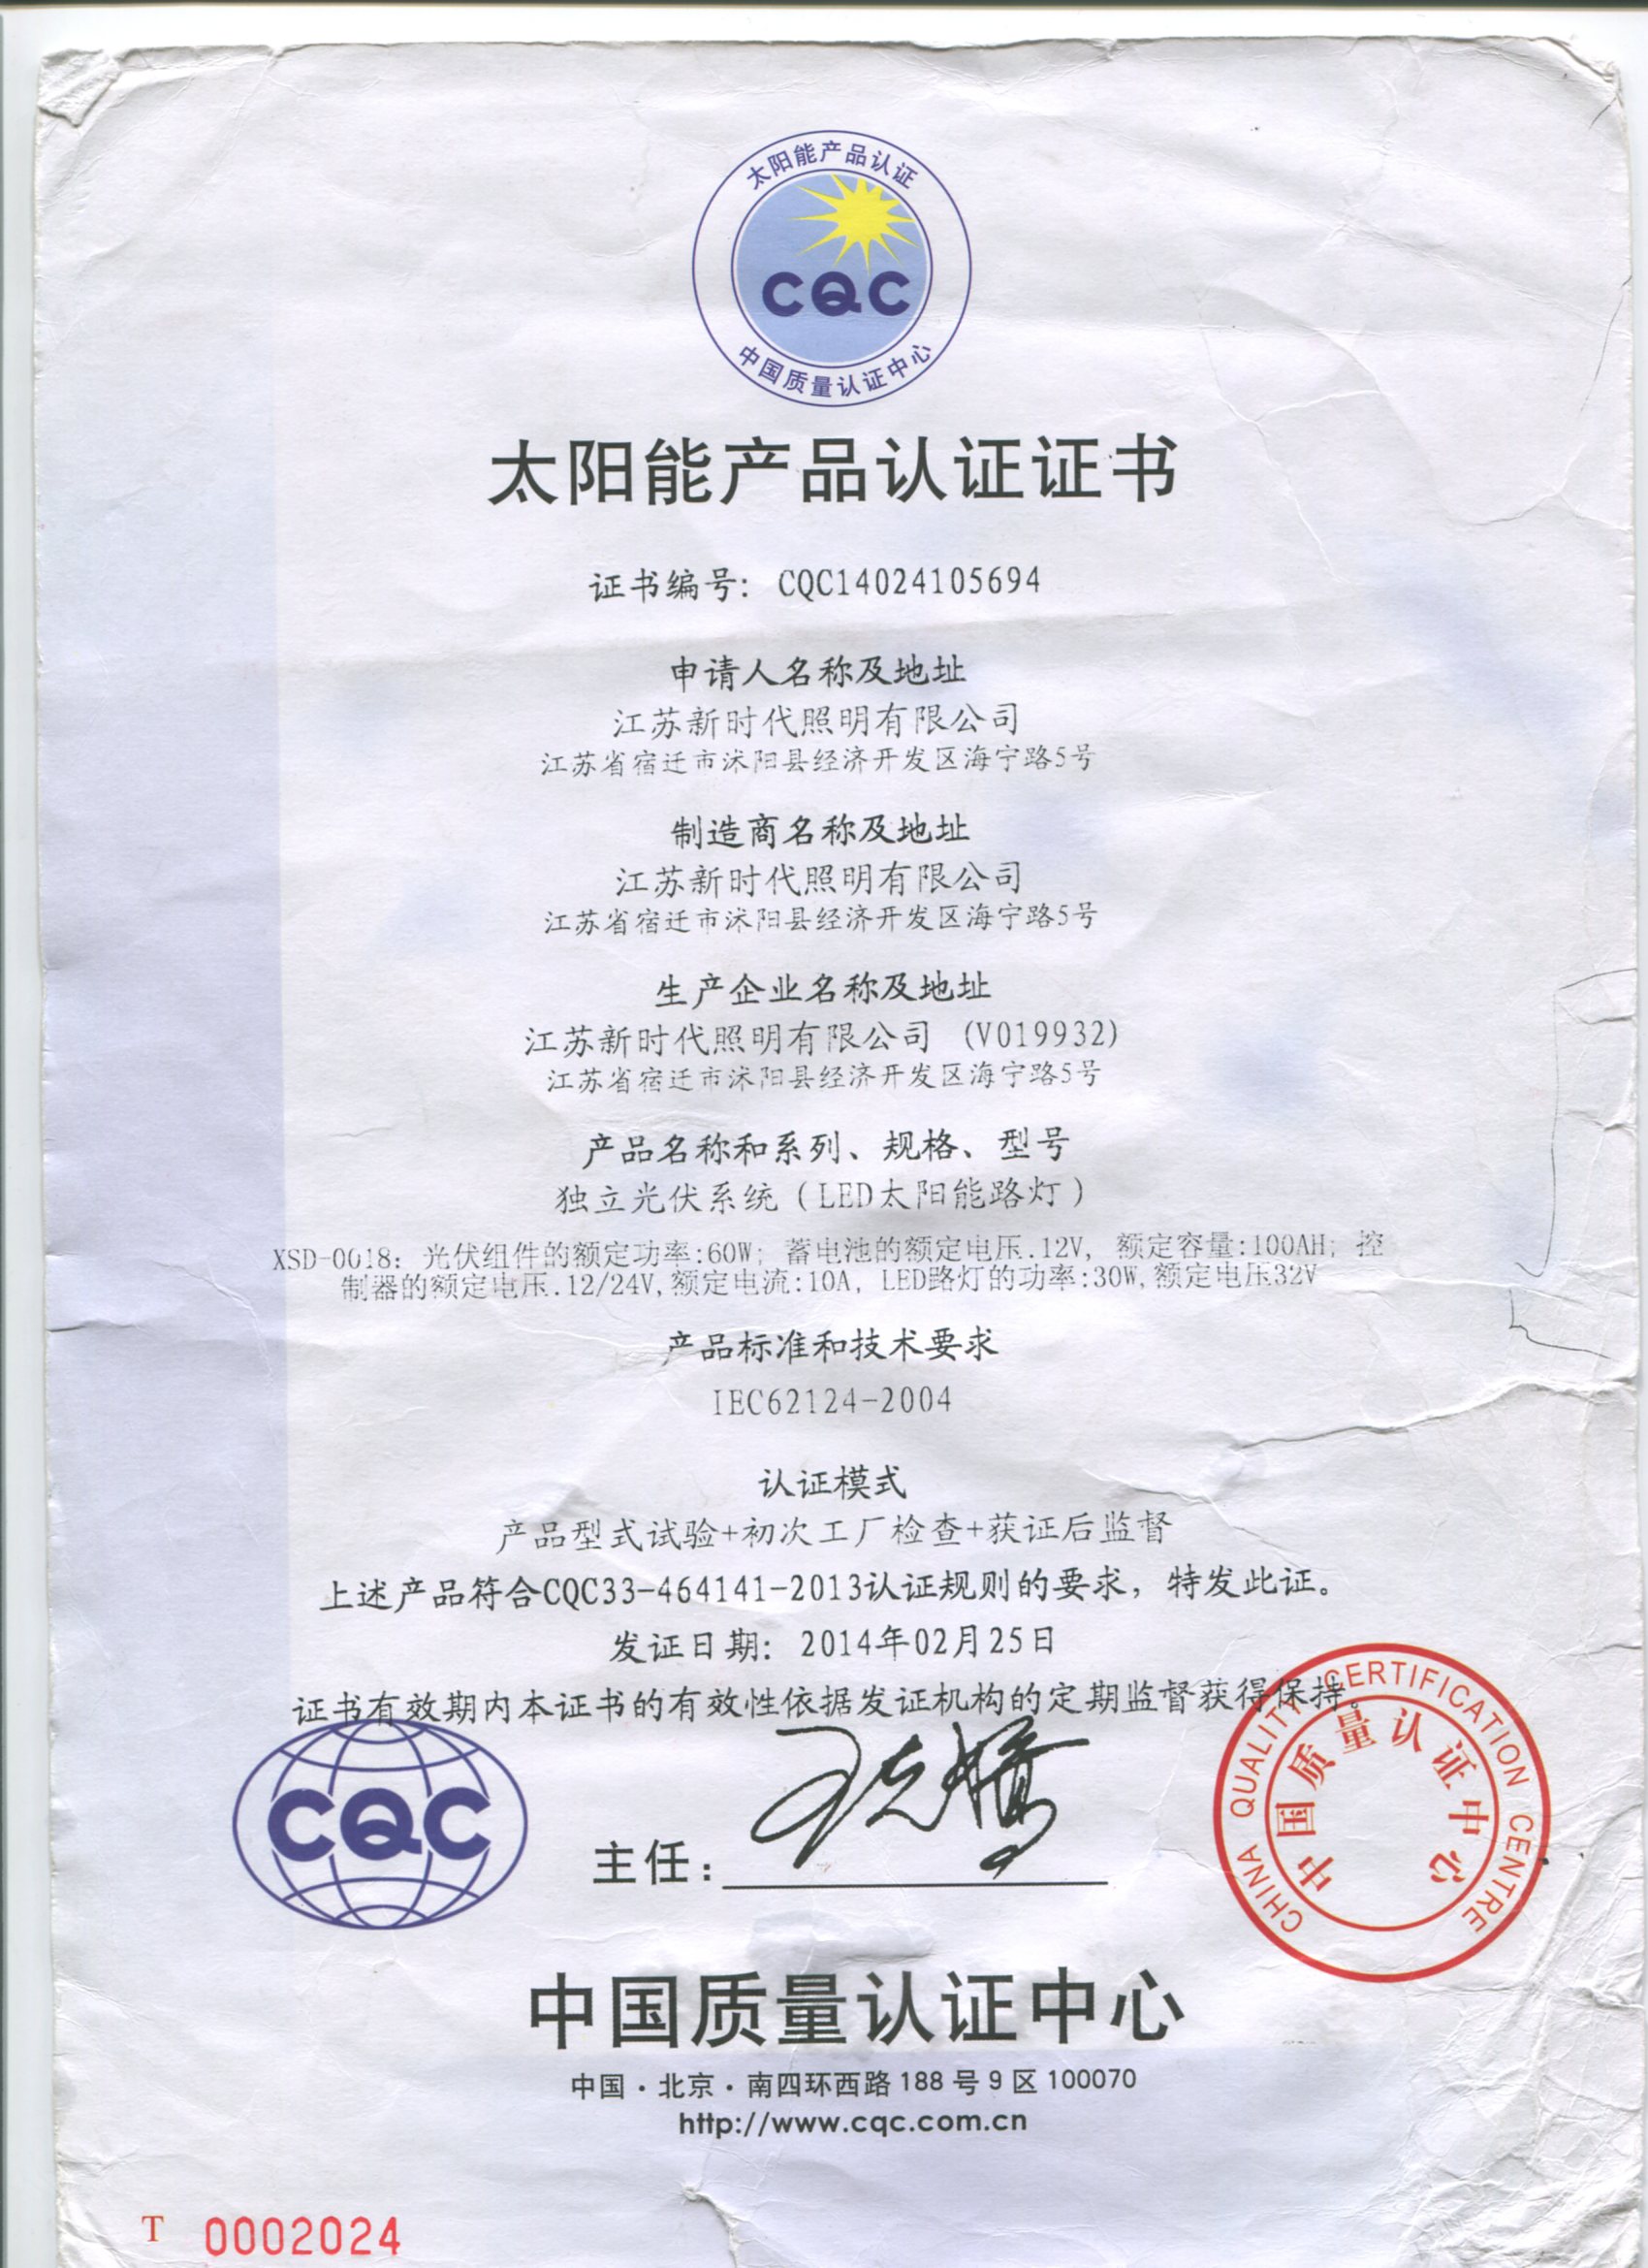 太阳能产品认证
CQC
中国质量认证中心
太阳能产品认证证书
证书编号: CQC14024105694
申请人名称及地址
江苏新时代照明有限公司
江苏省宿迁市沭阳县经济开发区海宁路5号
制造商名称及地址
江苏新时代照明有限公司
江苏省宿迁市沭阳县经济开发区海宁路5号
生产企业名称及地址
江苏新时代照明有限公司 (V019932)
江苏省宿迁市沭阳县经济开发区海宁路5号
产品名称和系列、规格、型号
独立光伏系统（LED太阳能路灯）
XSD-0018: 光伏组件的额定功率:60W; 蓄电池的额定电压.12V, 额定容量:100AH; 控
制器的额定电压.12/24V,额定电流:10A, LED路灯的功率:30W,额定电压32V
产品标准和技术要求
IEC62124-2004
认证模式
产品型式试验+初次工厂检查+获证后监督
上述产品符合CQC33-464141-2013认证规则的要求，特发此证。
发证日期: 2014年02月25日
证书有效期内本证书的有效性依据发证机构的定期监督获得保持。
CQC
主任：
CHINA QUALITY CERTIFICATION CENTRE
中国质量认证中心
中国质量认证中心
中国·北京·南四环西路 188 号 9 区 100070
http://www.cqc.com.cn
T 0002024